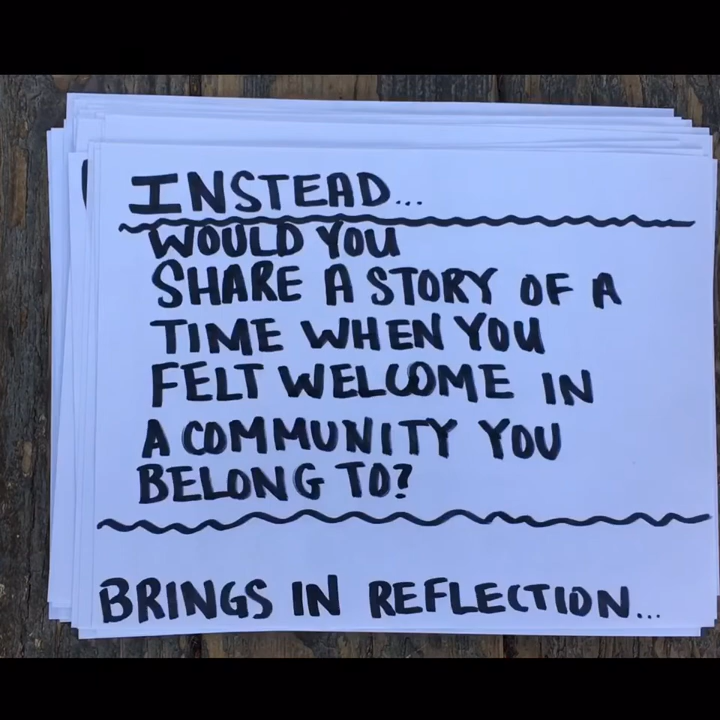 INSTEAD...
WOULD YOU
SHARE A STORY OF A
TIME WHEN YOU
FELT WELCOME IN
A COMMUNITY YOU
BELONG TO?
BRINGS IN REFLECTION...